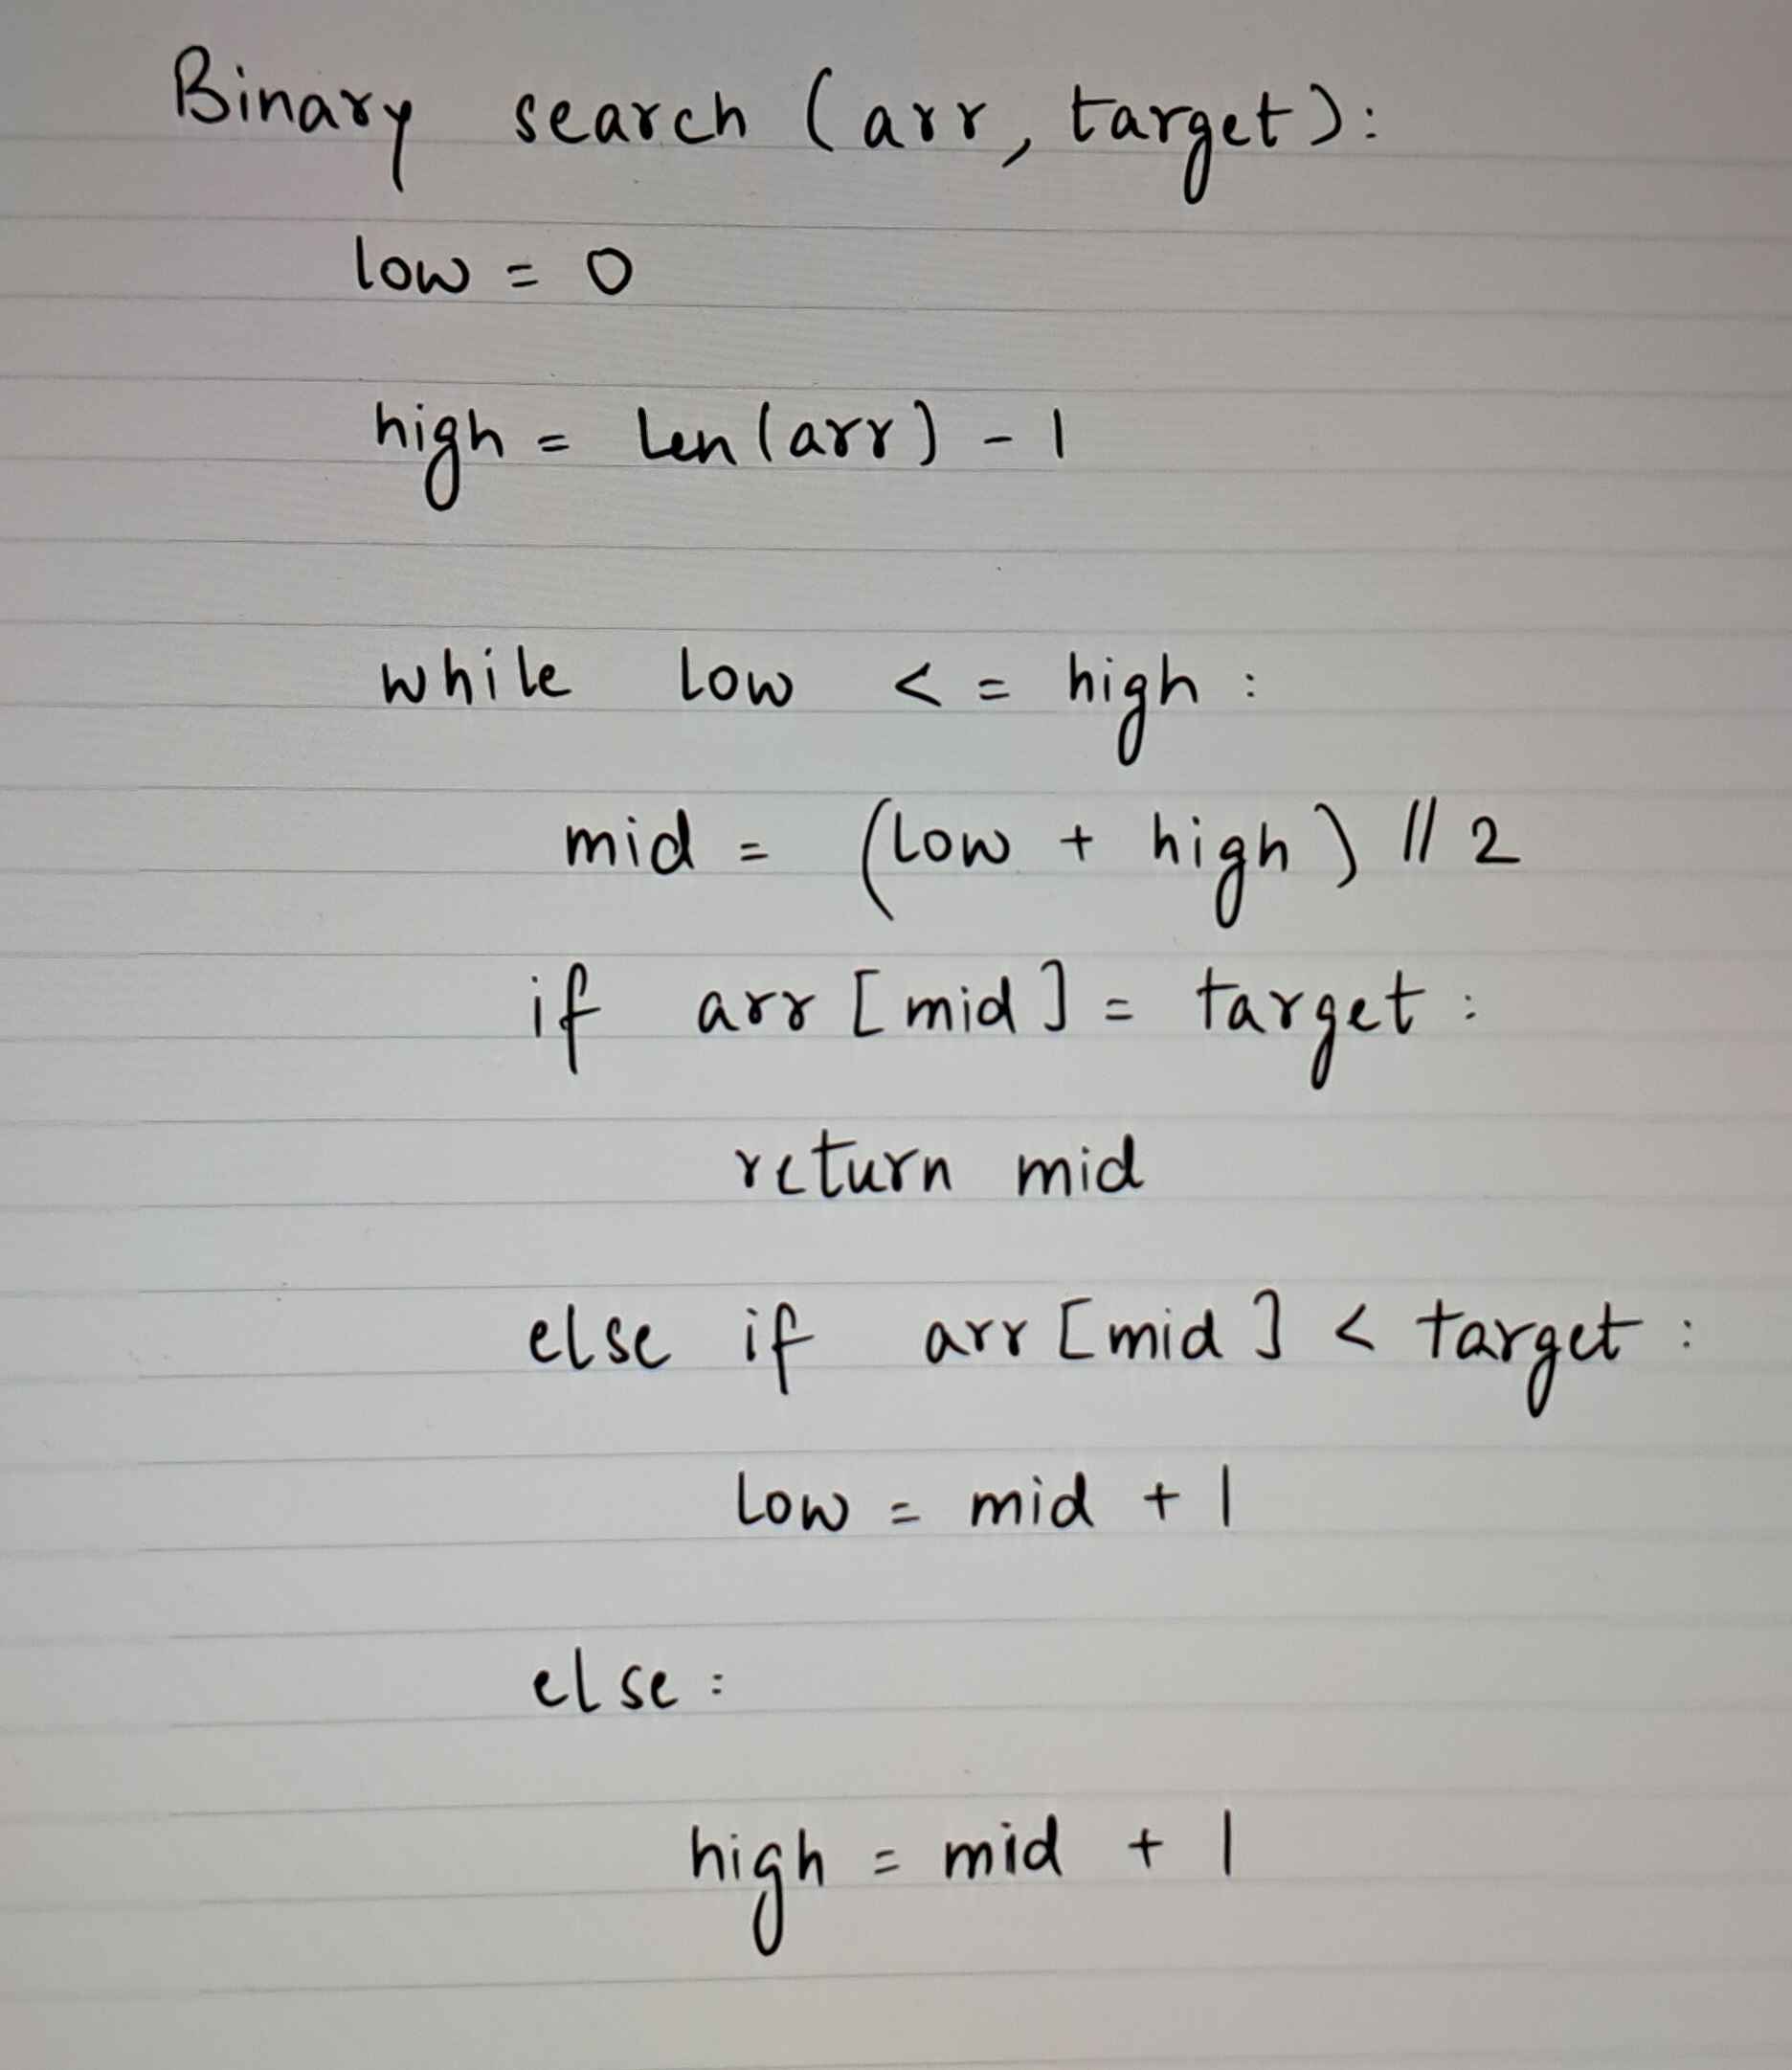 Binary search (arr, target):
low = 0
high = len(arr) - 1
while low <= high:
mid = (low + high) // 2
if arr[mid] = target:
return mid
else if arr[mid] < target:
low = mid + 1
else:
high = mid + 1